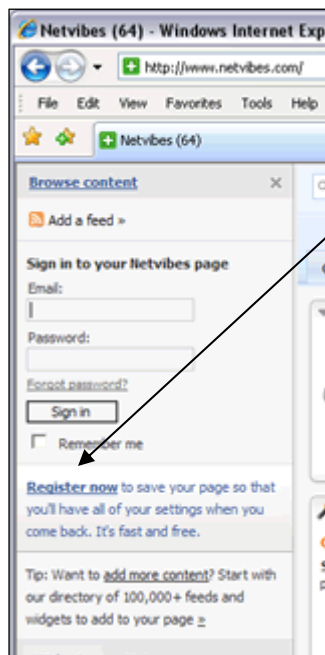 Netvibes (64) - Windows Internet Exp
http://www.netvibes.com/
File Edit View Favorites Tools Help
Netvibes (64)
Browse content
Add a feed »
Sign in to your Netvibes page
Email:
Password:
Forgot password?
Sign in
Remember me
Register now to save your page so that
you'll have all of your settings when you
come back. It's fast and free.
Tip: Want to add more content? Start with
our directory of 100,000+ feeds and
widgets to add to your page »